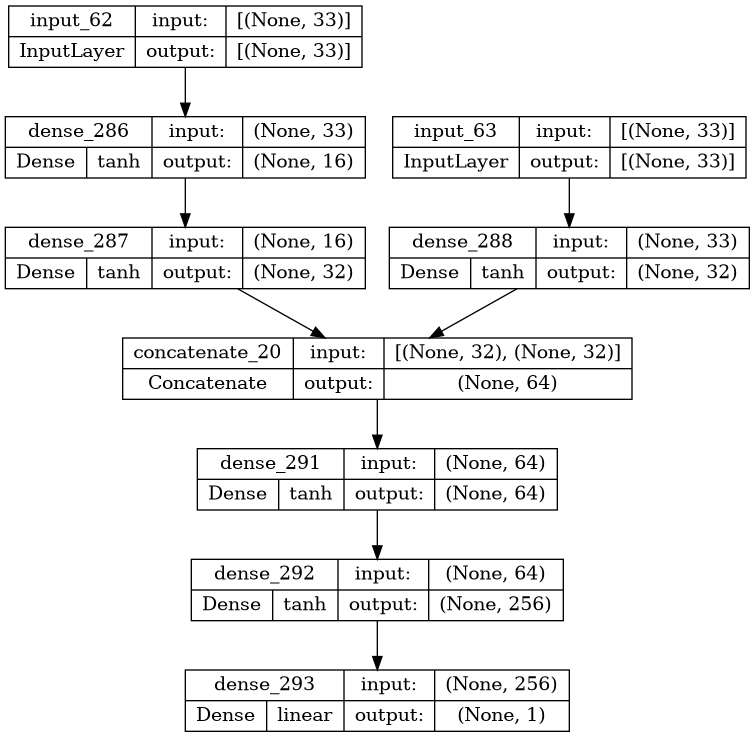 input_62 input: [(None, 33)]
InputLayer output: [(None, 33)]
dense_286 input: (None, 33)
Dense tanh output: (None, 16)
input_63 input: [(None, 33)]
InputLayer output: [(None, 33)]
dense_287 input: (None, 16)
Dense tanh output: (None, 32)
dense_288 input: (None, 33)
Dense tanh output: (None, 32)
concatenate_20 input: [(None, 32), (None, 32)]
Concatenate output: (None, 64)
dense_291 input: (None, 64)
Dense tanh output: (None, 64)
dense_292 input: (None, 64)
Dense tanh output: (None, 256)
dense_293 input: (None, 256)
Dense linear output: (None, 1)